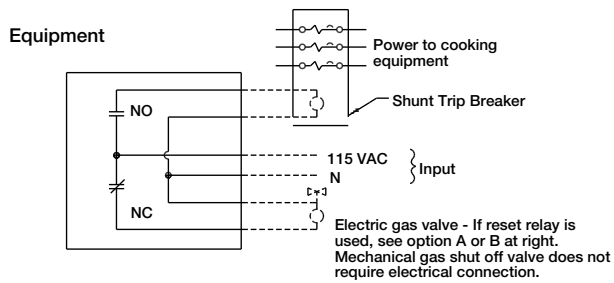 Equipment
Power to cooking
equipment
Shunt Trip Breaker
NO
115 VAC
N
Input
NC
Electric gas valve - If reset relay is
used, see option A or B at right.
Mechanical gas shut off valve does not
require electrical connection.